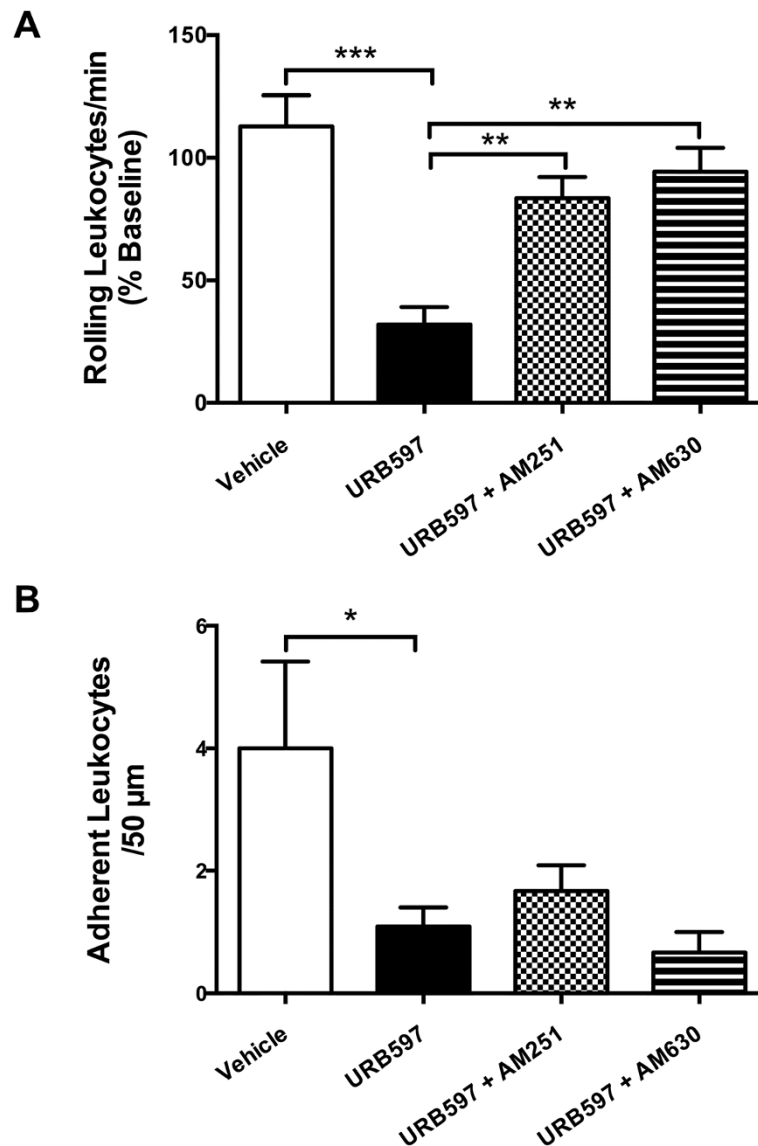 A
Rolling Leukocytes/min
(% Baseline)
150
100
50
0
***
**
**
Vehicle
URB597
URB597 + AM251
URB597 + AM630
B
Adherent Leukocytes
/50 µm
6
4
2
0
*
Vehicle
URB597
URB597 + AM251
URB597 + AM630